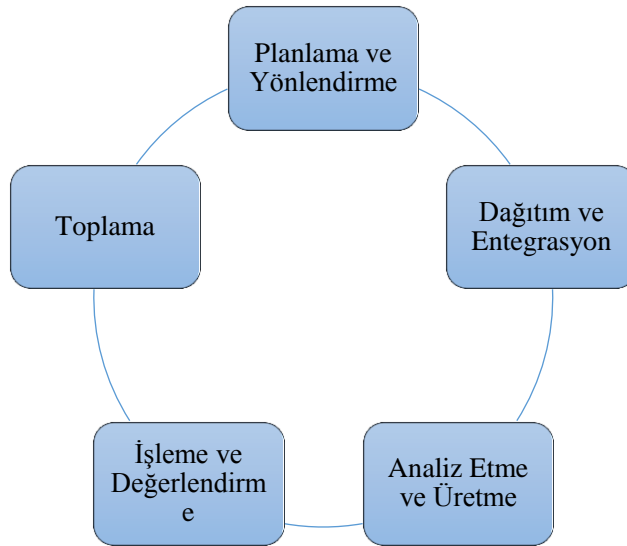 Planlama ve
Yönlendirme
Toplama
Dağıtım ve
Entegrasyon
İşleme ve
Değerlendirm
e
Analiz Etme
ve Üretme